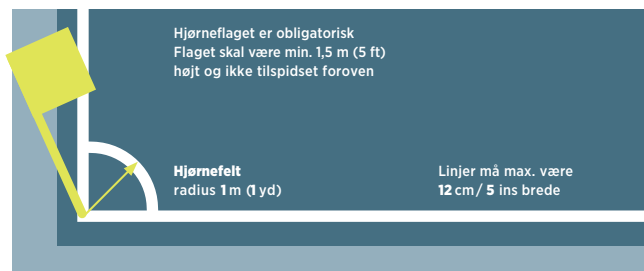 Hjørneflaget er obligatorisk
Flaget skal være min. 1,5 m (5 ft)
højt og ikke tilspidset foroven
Hjørnefelt
radius 1 m (1 yd)
Linjer må max. være
12 cm / 5 ins brede